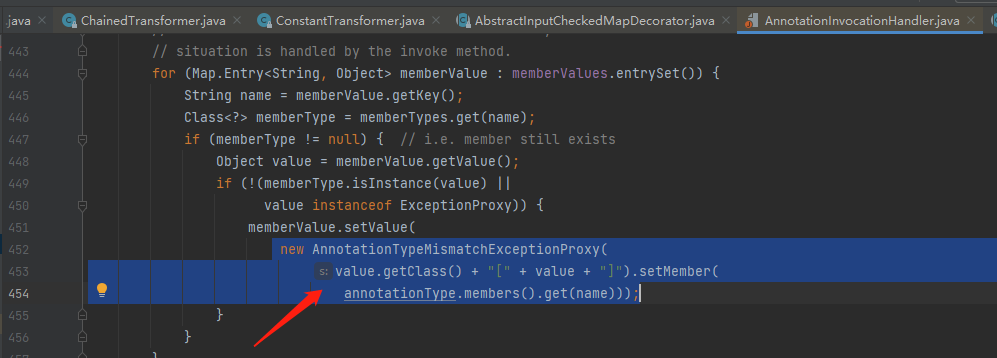 .java ChainedTransformer.java ConstantTransformer.java AbstractInputCheckedMapDecorator.java AnnotationInvocationHandler.java
443 // situation is handled by the invoke method.
444 for (Map.Entry<String, Object> memberValue : memberValues.entrySet()) {
445 String name = memberValue.getKey();
446 Class<?> memberType = memberTypes.get(name);
447 if (memberType != null) { // i.e. member still exists
448 Object value = memberValue.getValue();
449 if (!(memberType.isInstance(value) ||
450 value instanceof ExceptionProxy)) {
451 memberValue.setValue(
452 new AnnotationTypeMismatchExceptionProxy(
453 s: value.getClass() + "[" + value + "]").setMember(
454 annotationType.members().get(name)));
455 }
456 }